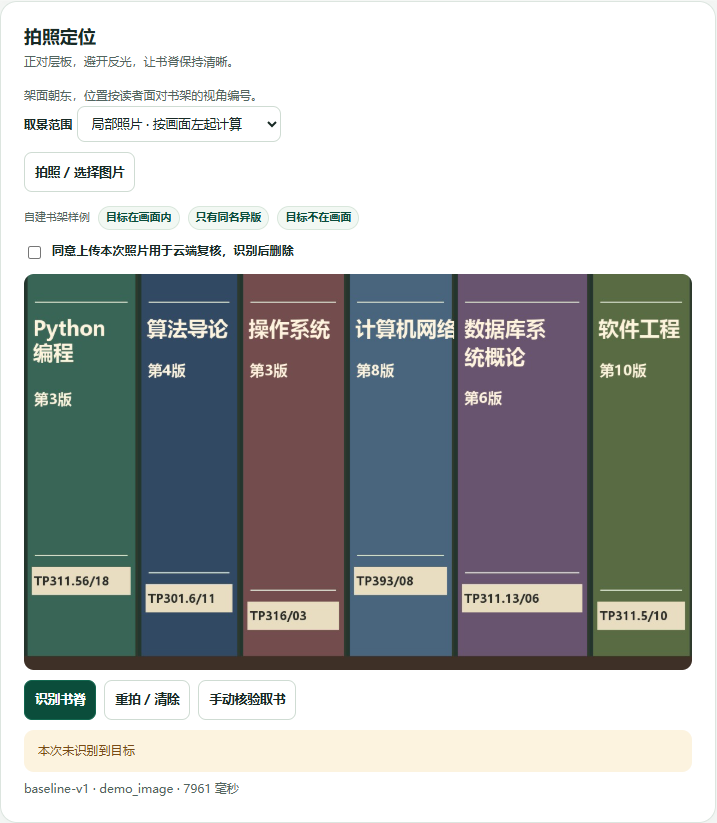 拍照定位
正对层板，避开反光，让书脊保持清晰。
架面朝东，位置按读者面对书架的视角编号。
取景范围 局部照片 · 按画面左起计算
拍照 / 选择图片
自建书架样例 目标在画面内 只有同名异版 目标不在画面
同意上传本次照片用于云端复核，识别后删除
Python
编程
第3版
TP311.56/18
算法导论
第4版
TP301.6/11
操作系统
第3版
TP316/03
计算机网络
第8版
TP393/08
数据库系
统概论
第6版
TP311.13/06
软件工程
第10版
TP311.5/10
识别书脊 重拍 / 清除 手动核验取书
本次未识别到目标
baseline-v1 · demo_image · 7961 毫秒